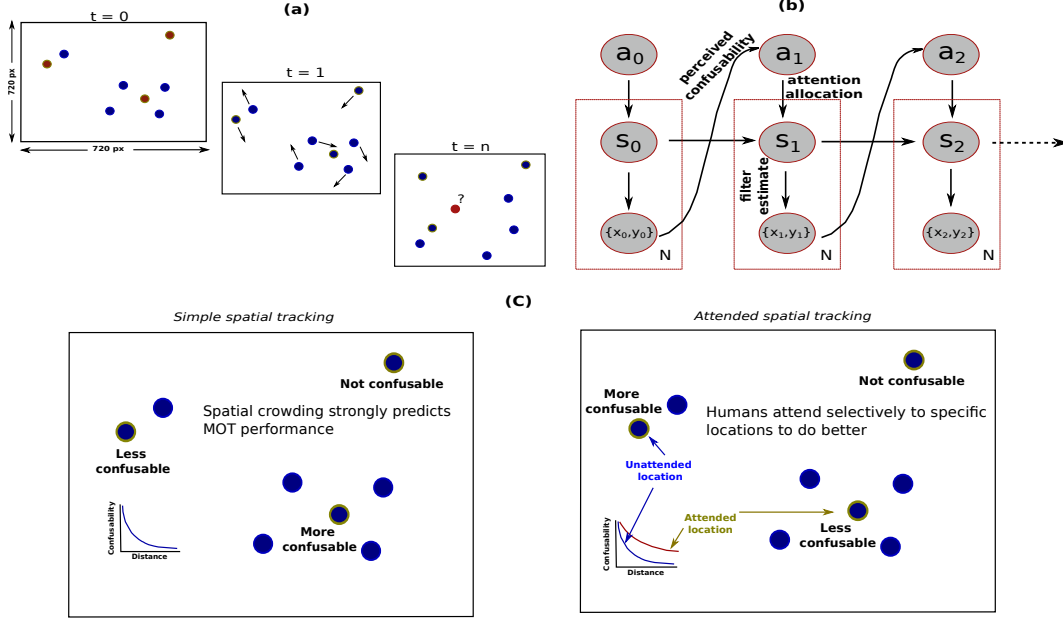 (a)
t = 0
720 px
720 px
t = 1
t = n
?
(b)
a0
a1
a2
perceived
confusability
attention
allocation
s0
s1
s2
filter
estimate
{x0,y0}
{x1,y1}
{x2,y2}
N
N
N
(C)
Simple spatial tracking
Not confusable
Spatial crowding strongly predicts
MOT performance
Less
confusable
More
confusable
Confusability
Distance
Attended spatial tracking
Not confusable
More
confusable
Humans attend selectively to specific
locations to do better
Unattended
location
Attended
location
Less
confusable
Confusability
Distance